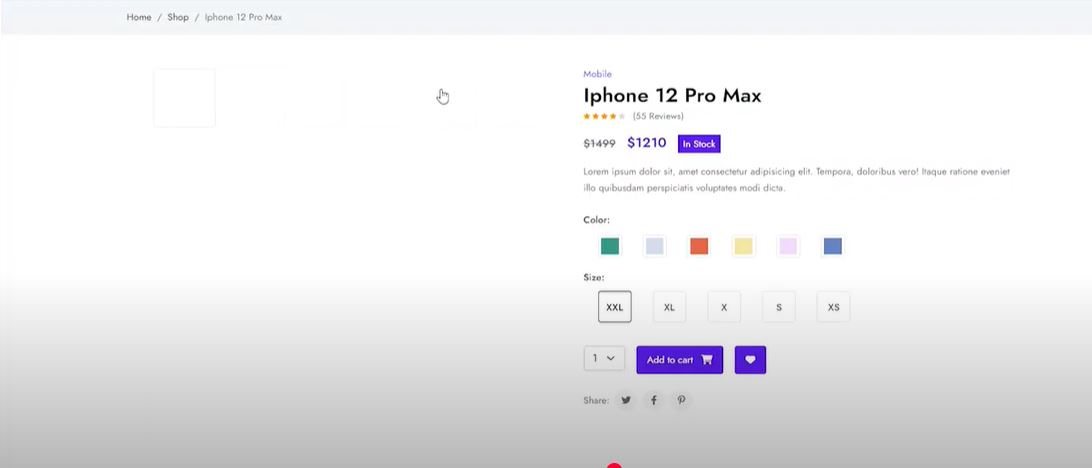 Home / Shop / Iphone 12 Pro Max
Mobile
Iphone 12 Pro Max
(55 Reviews)
$1499 $1210 In Stock
Lorem ipsum dolor sit, amet consectetur adipisicing elit. Tempora, doloribus vero! Itaque ratione eveniet
illo quibusdam perspiciatis voluptates modi dicta.
Color:
Size:
XXL XL X S XS
1 Add to cart
Share: